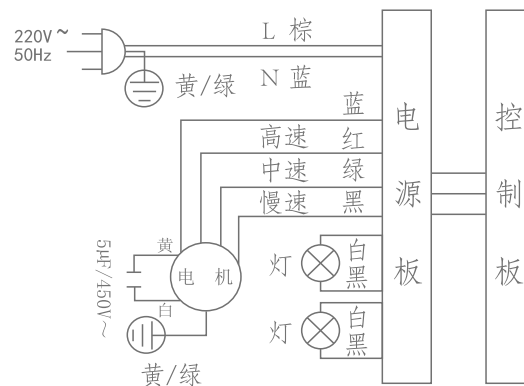 220V~
50Hz
L 棕
N 蓝
黄/绿
蓝
高速 红
中速 绿
慢速 黑
电源板
控制板
黄
电 机
白
5μF/450V~
灯
白
黑
灯
白
黑
黄/绿